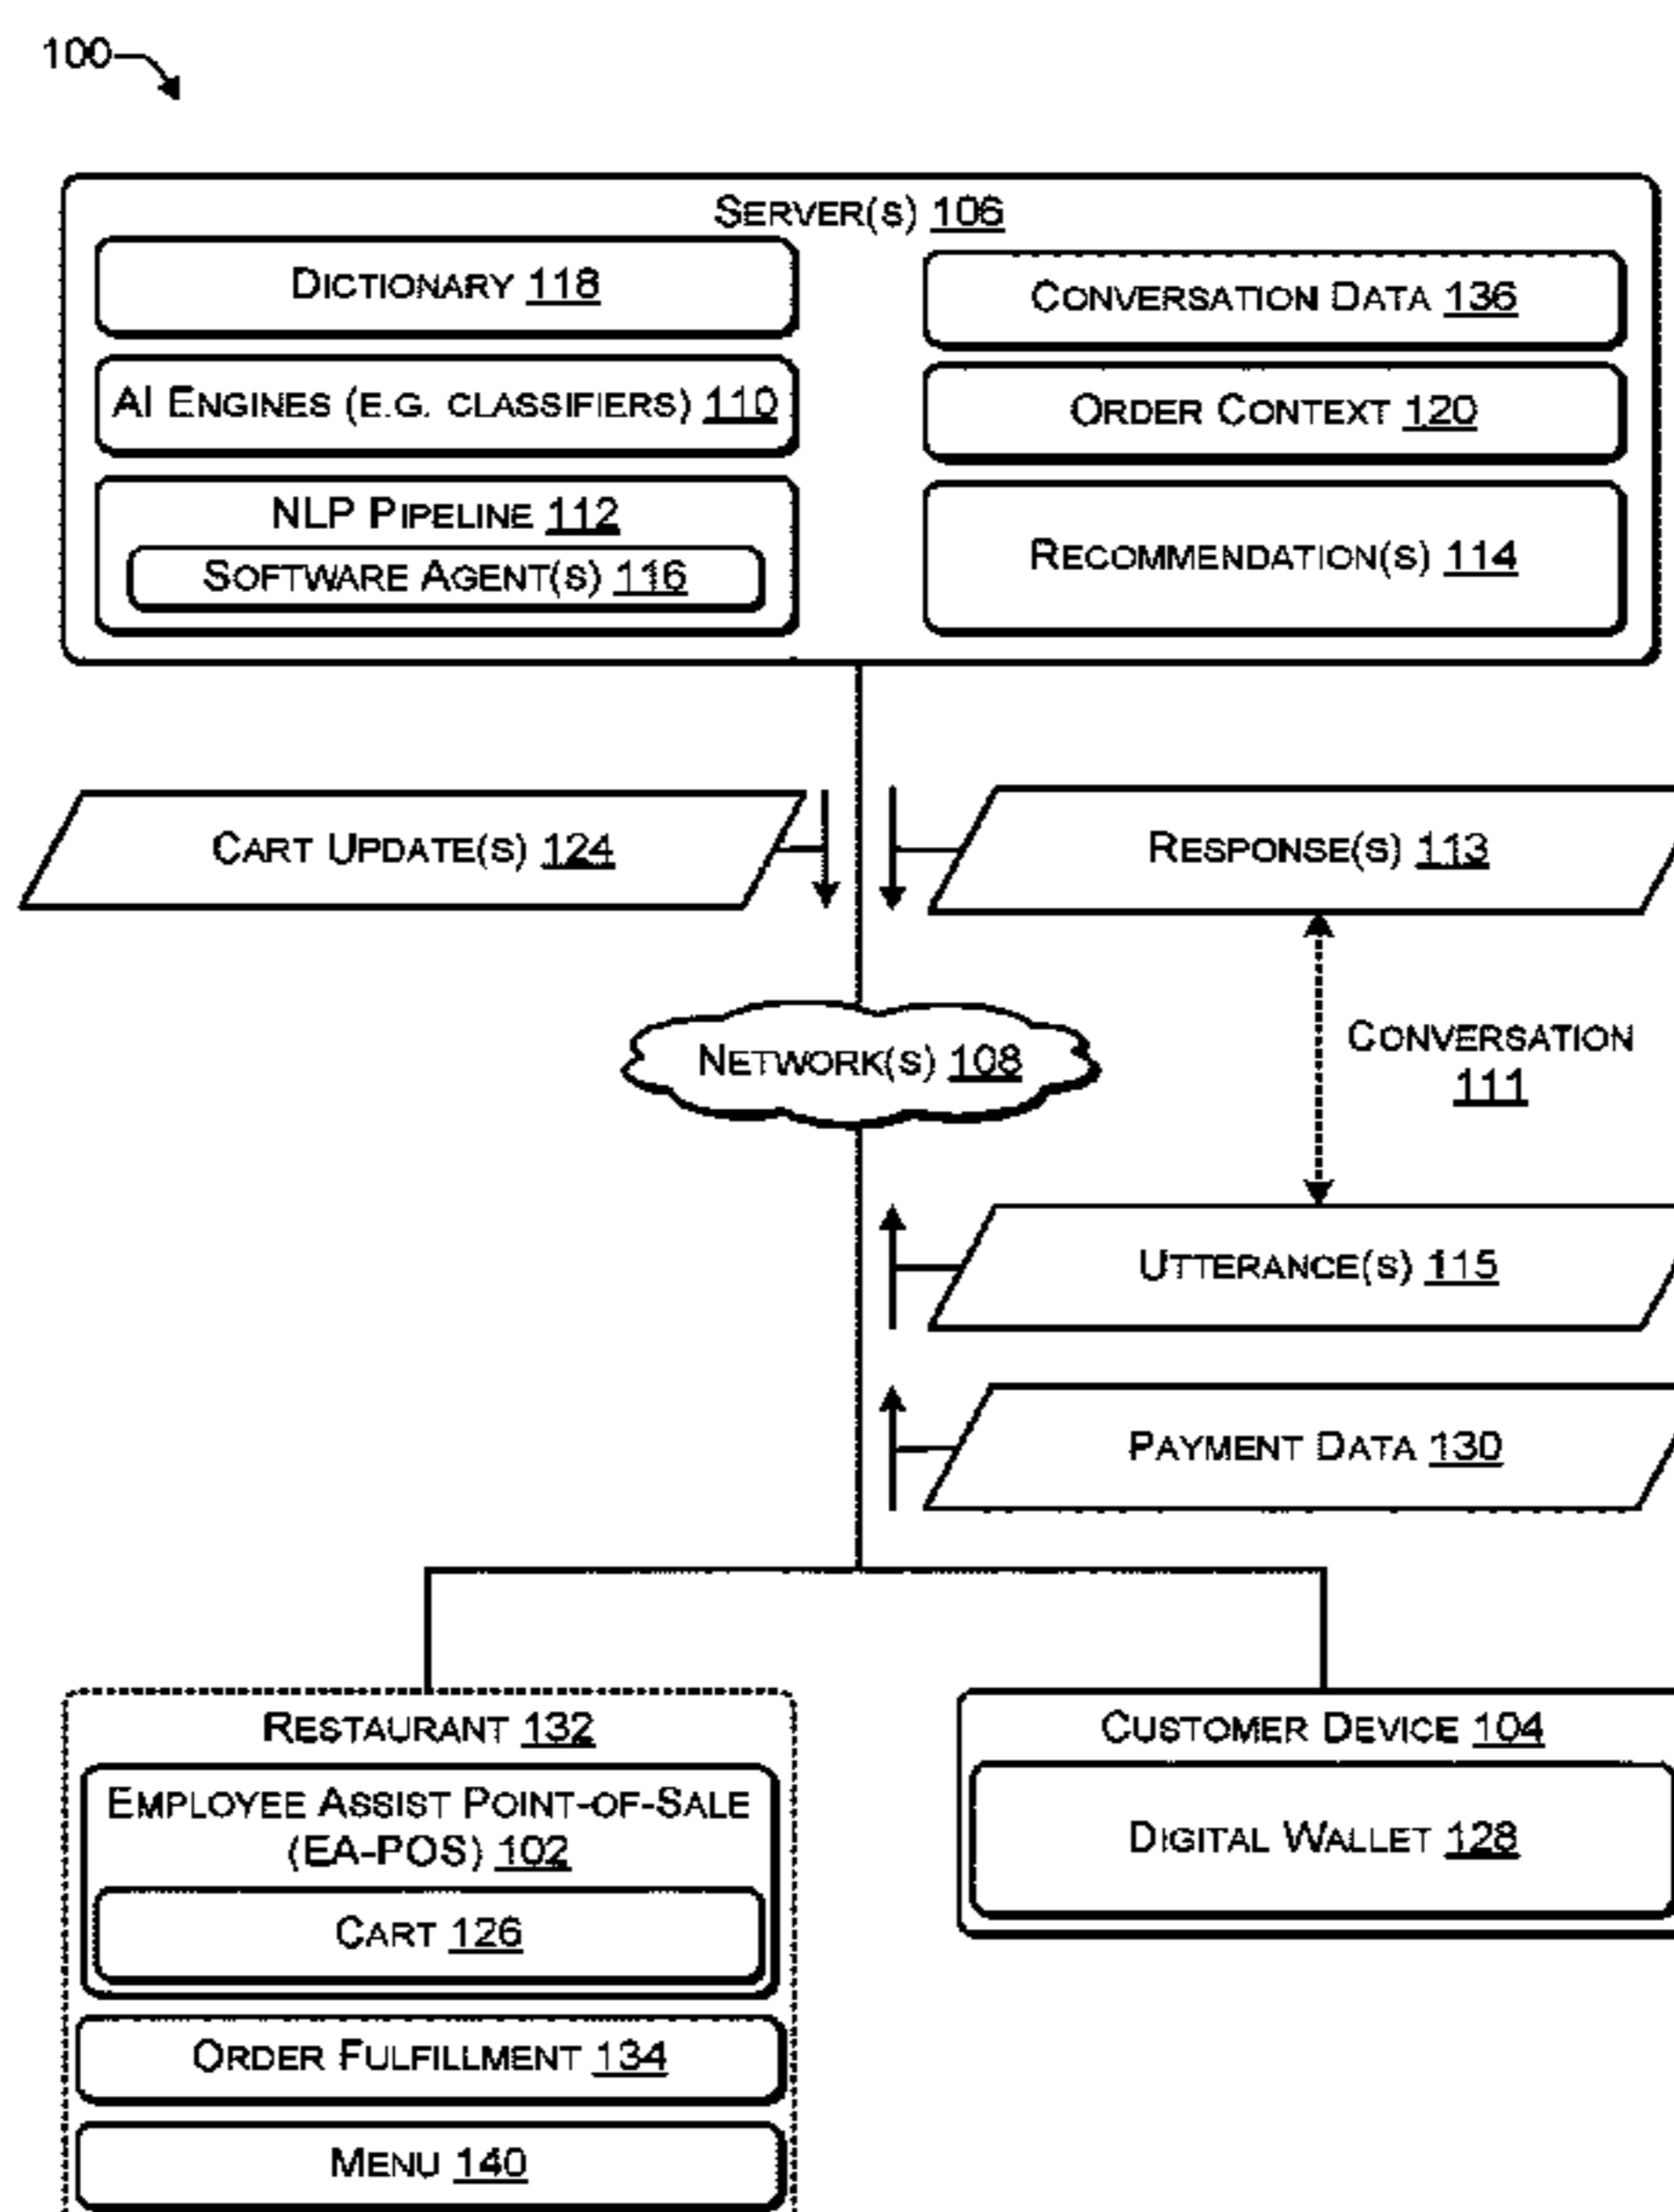 100
SERVER(S) 106
DICTIONARY 118
AI ENGINES (E.G. CLASSIFIERS) 110
NLP PIPELINE 112
SOFTWARE AGENT(S) 116
CONVERSATION DATA 136
ORDER CONTEXT 120
RECOMMENDATION(S) 114
CART UPDATE(S) 124
RESPONSE(S) 113
NETWORK(S) 108
CONVERSATION
111
UTTERANCE(S) 115
PAYMENT DATA 130
RESTAURANT 132
EMPLOYEE ASSIST POINT-OF-SALE
(EA-POS) 102
CART 126
ORDER FULFILLMENT 134
MENU 140
CUSTOMER DEVICE 104
DIGITAL WALLET 128